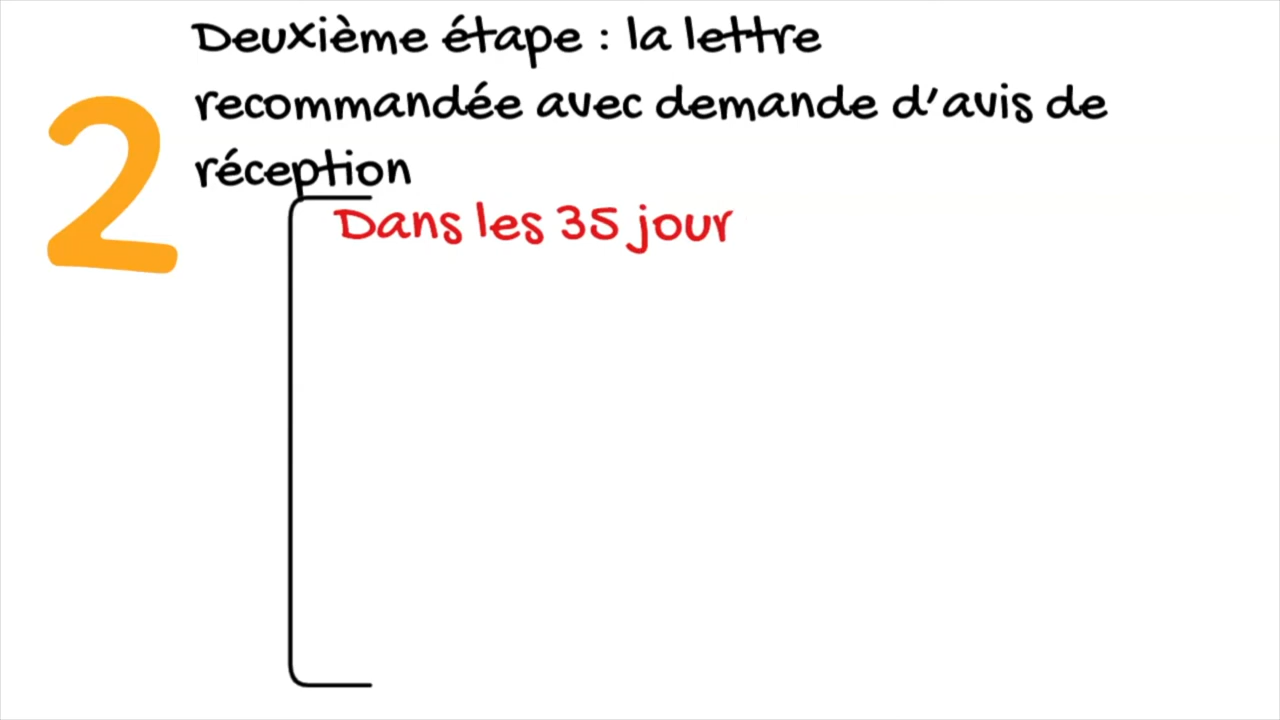 2
Deuxième étape : la lettre
recommandée avec demande d'avis de
réception
Dans les 35 jour